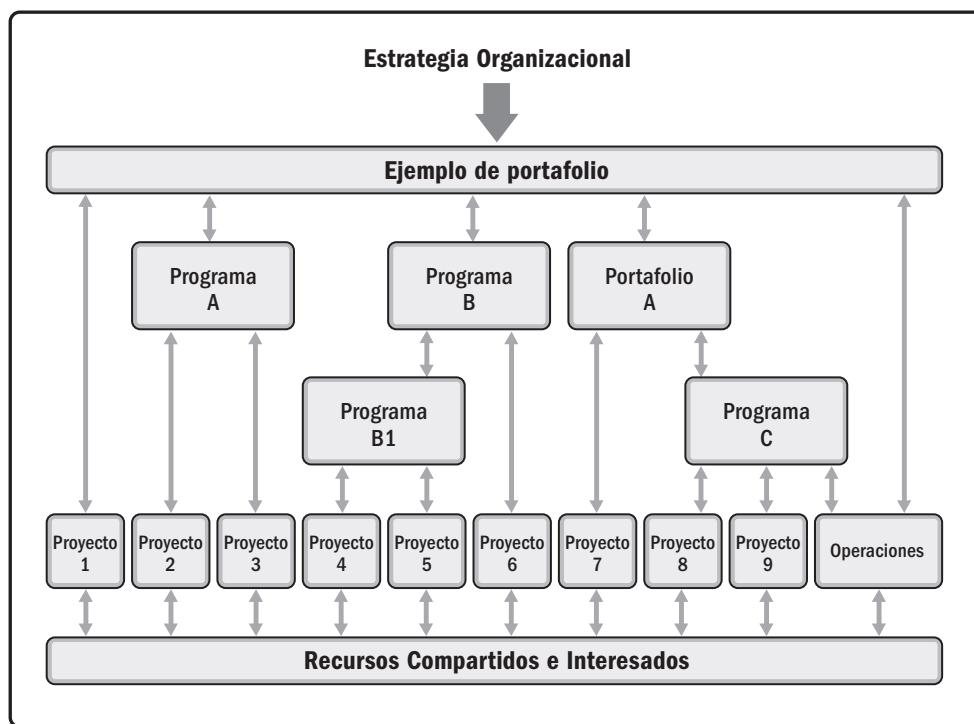 Estrategia Organizacional
Ejemplo de portafolio
Programa
A
Programa
B
Portafolio
A
Programa
B1
Programa
C
Proyecto
1
Proyecto
2
Proyecto
3
Proyecto
4
Proyecto
5
Proyecto
6
Proyecto
7
Proyecto
8
Proyecto
9
Operaciones
Recursos Compartidos e Interesados